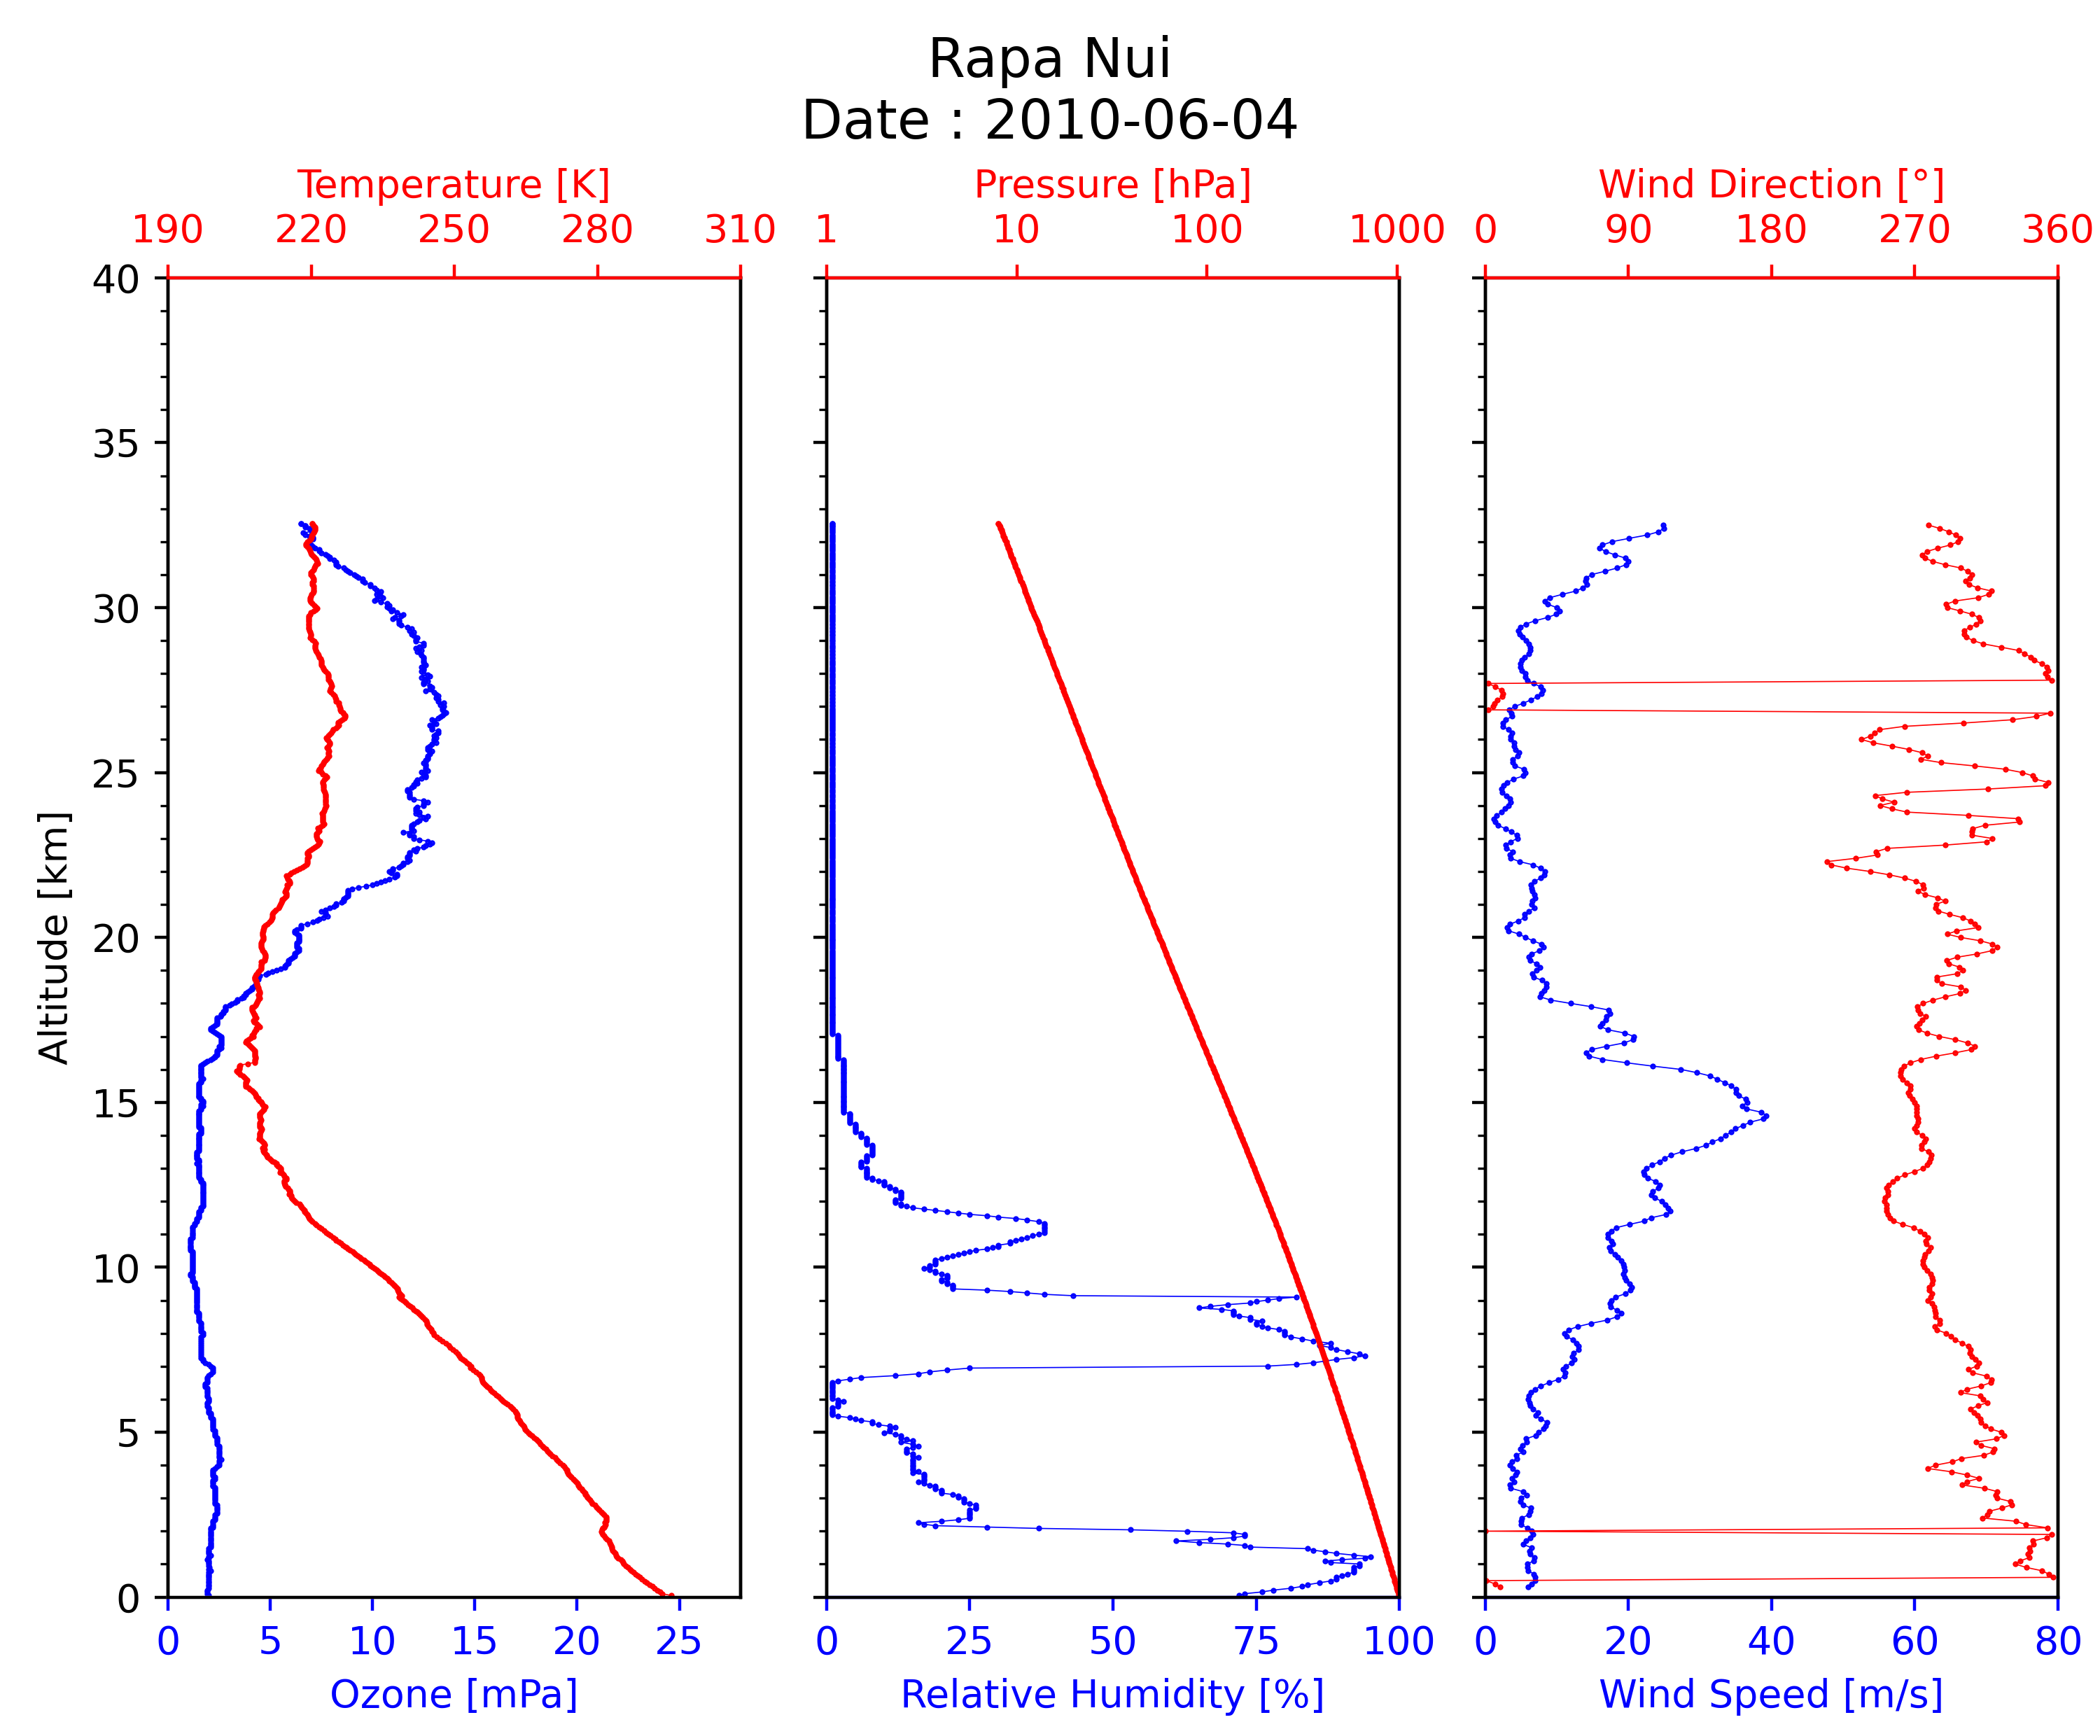 Rapa Nui
Date : 2010-06-04
Temperature [K]
190 220 250 280 310
Pressure [hPa]
1 10 100 1000
Wind Direction [°]
0 90 180 270 360
Altitude [km]
40
35
30
25
20
15
10
5
0
0 5 10 15 20 25
Ozone [mPa]
0 25 50 75 100
Relative Humidity [%]
0 20 40 60 80
Wind Speed [m/s]